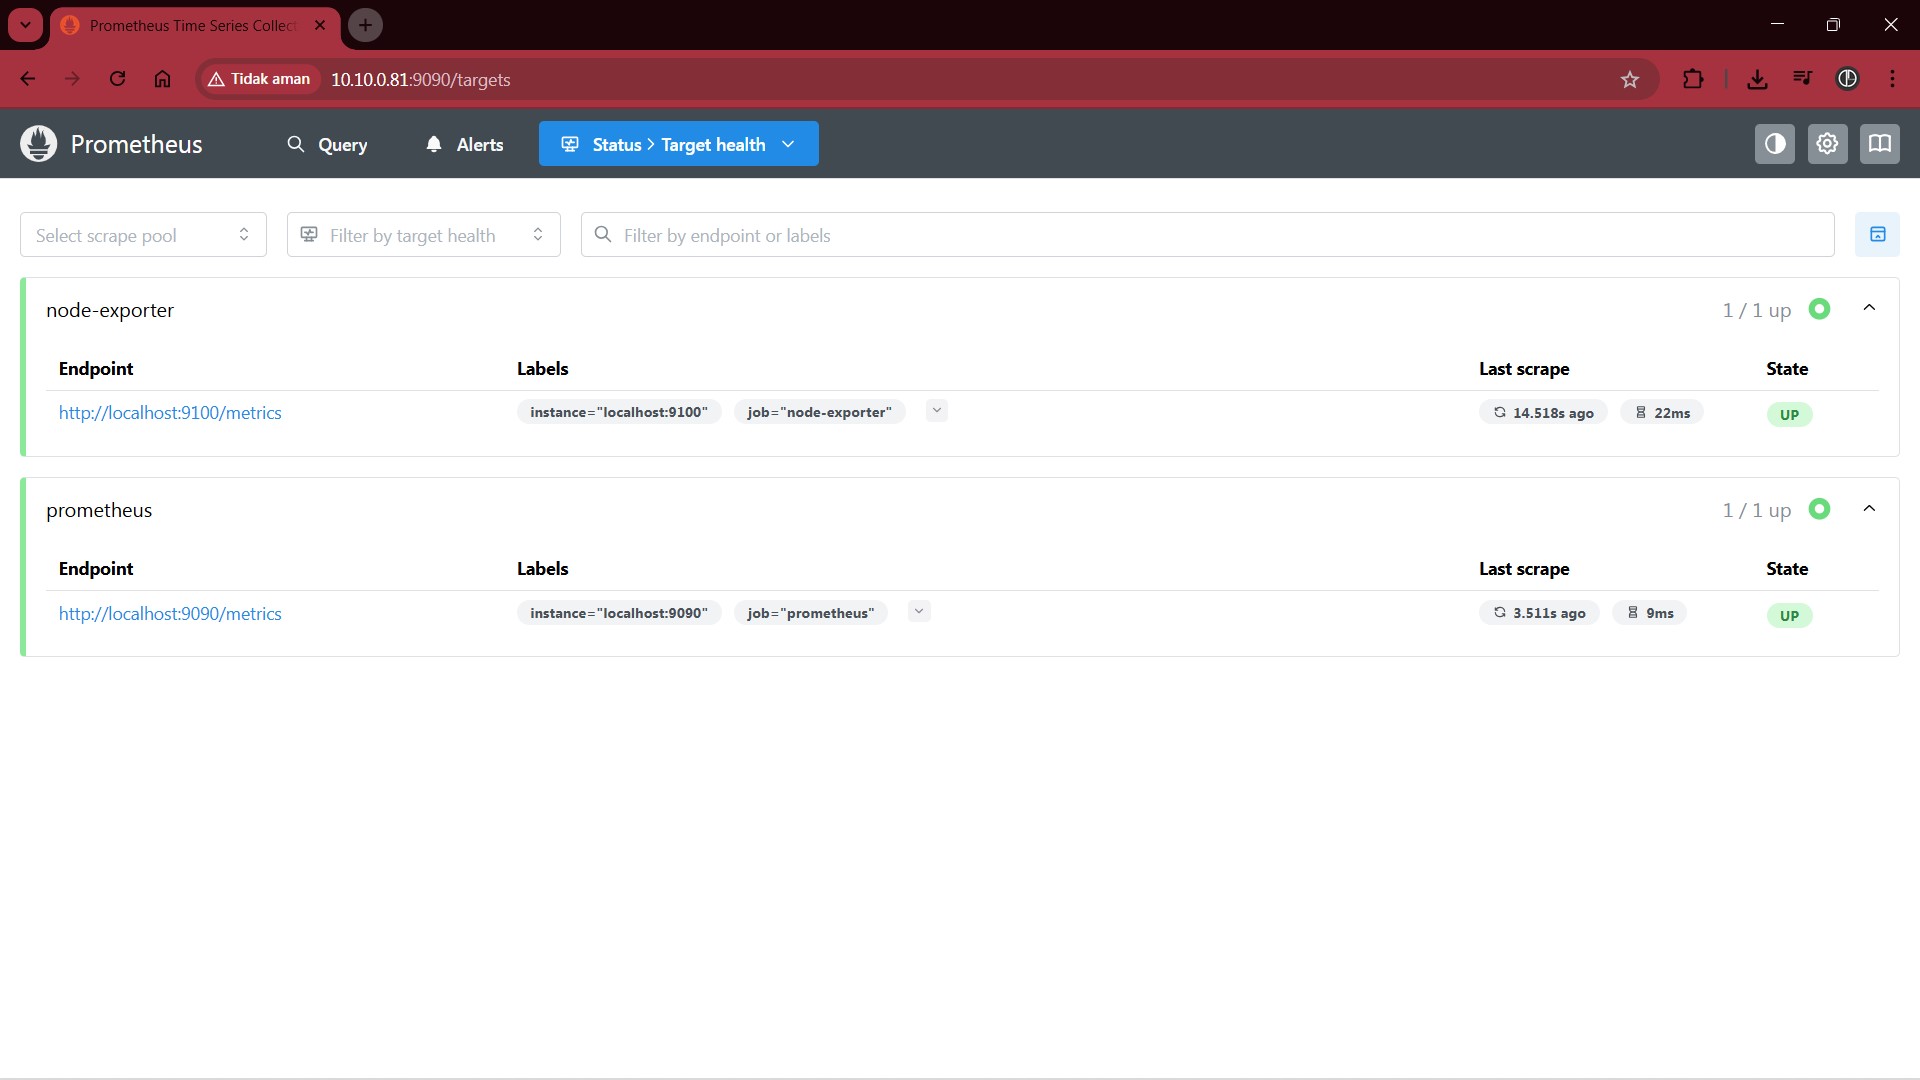 Prometheus Time Series Collect
Tidak aman 10.10.0.81:9090/targets
Prometheus Query Alerts Status > Target health
Select scrape pool Filter by target health Filter by endpoint or labels
node-exporter 1 / 1 up
Endpoint Labels Last scrape State
http://localhost:9100/metrics instance="localhost:9100" job="node-exporter" 14.518s ago 22ms UP
prometheus 1 / 1 up
Endpoint Labels Last scrape State
http://localhost:9090/metrics instance="localhost:9090" job="prometheus" 3.511s ago 9ms UP